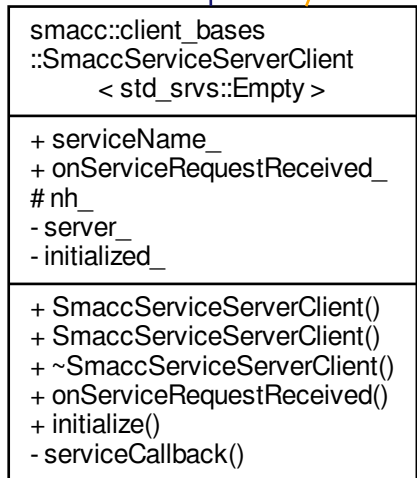 smacc::client_bases
::SmaccServiceServerClient
< std_srvs::Empty >
+ serviceName_
+ onServiceRequestReceived_
# nh_
- server_
- initialized_
+ SmaccServiceServerClient()
+ SmaccServiceServerClient()
+ ~SmaccServiceServerClient()
+ onServiceRequestReceived()
+ initialize()
- serviceCallback()